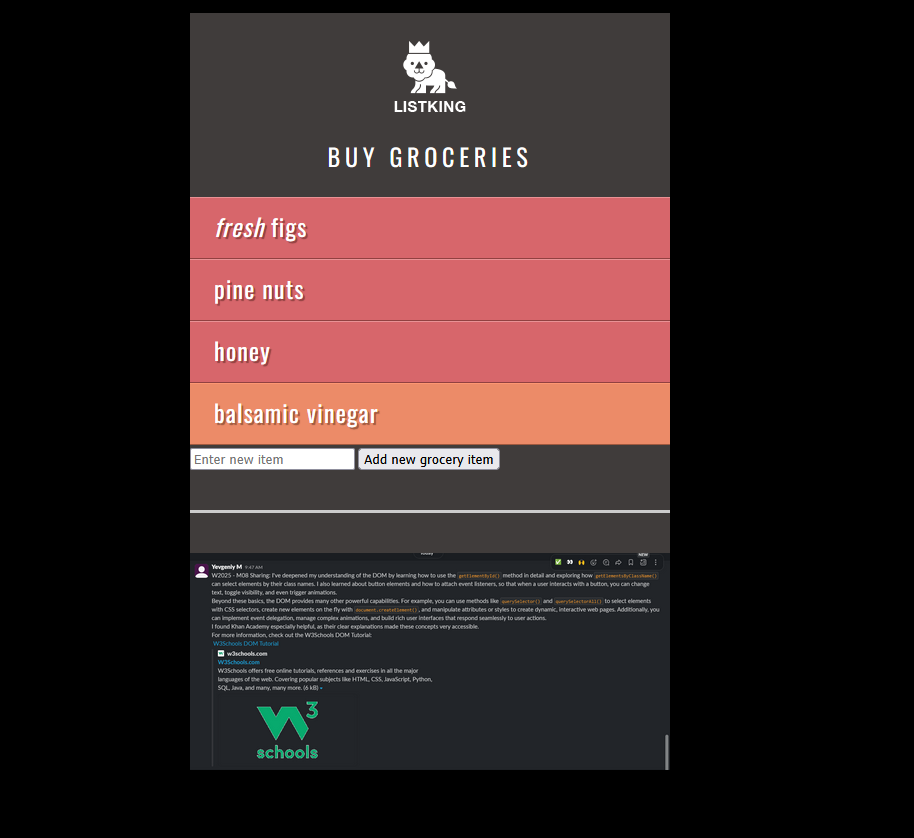 LISTKING
BUY GROCERIES
fresh figs
pine nuts
honey
balsamic vinegar
Enter new item
Add new grocery item
NEW
Yevgeniy M 9:47 AM
W2025 - M08 Sharing: I've deepened my understanding of the DOM by learning how to use the getElementById() method in detail and exploring how getElementsByClassName()
can select elements by their class names. I also learned about button elements and how to attach event listeners, so that when a user interacts with a button, you can change
text, toggle visibility, and even trigger animations.
Beyond these basics, the DOM provides many other powerful capabilities. For example, you can use methods like querySelector() and querySelectorAll() to select elements
with CSS selectors, create new elements on the fly with document.createElement(), and manipulate attributes or styles to create dynamic, interactive web pages. Additionally, you
can implement event delegation, manage complex animations, and build rich user interfaces that respond seamlessly to user actions.
I found Khan Academy especially helpful, as their clear explanations made these concepts very accessible.
For more information, check out the W3Schools DOM Tutorial:
W3Schools DOM Tutorial
w3schools.com
W3Schools.com
W3Schools offers free online tutorials, references and exercises in all the major
languages of the web. Covering popular subjects like HTML, CSS, JavaScript, Python,
SQL, Java, and many, many more. (6 kB)
W3
schools